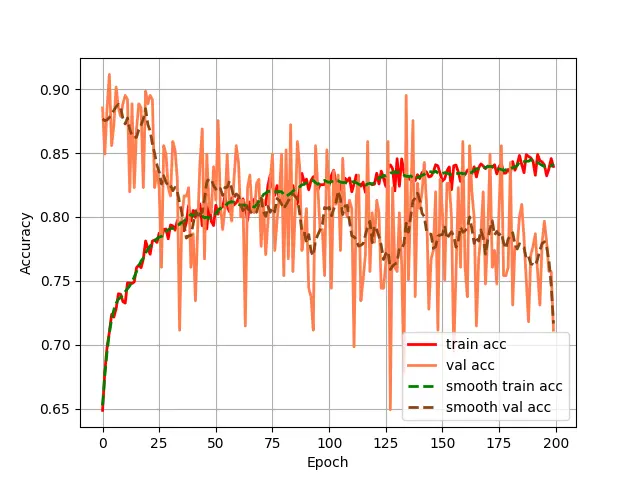 0.90
0.85
0.80
0.75
0.70
0.65
Accuracy
train acc
val acc
smooth train acc
smooth val acc
0 25 50 75 100 125 150 175 200
Epoch